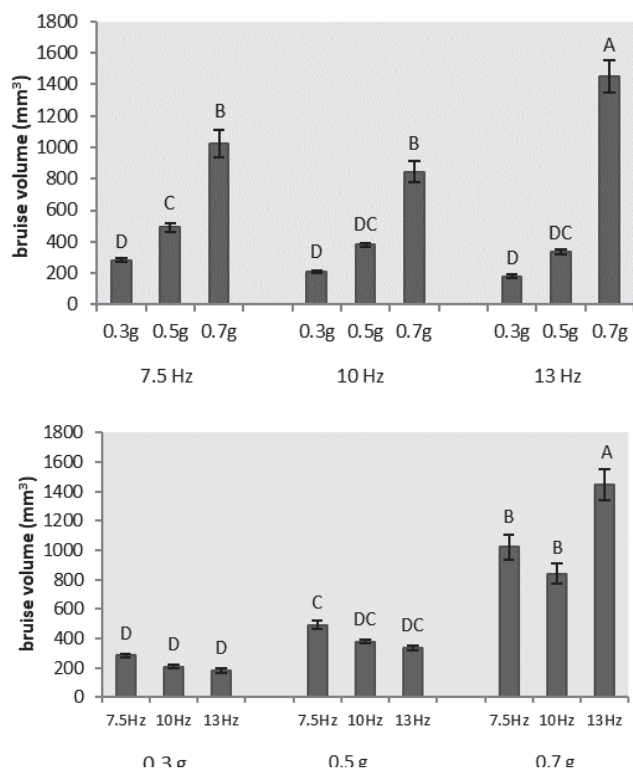 1800
1600
1400
1200
1000
800
600
400
200
0
bruise volume (mm³)
D
C
B
D
DC
B
D
DC
A
0.3g 0.5g 0.7g 0.3g 0.5g 0.7g 0.3g 0.5g 0.7g
7.5 Hz 10 Hz 13 Hz
1800
1600
1400
1200
1000
800
600
400
200
0
bruise volume (mm³)
D
D
D
C
DC
DC
B
B
A
7.5Hz 10Hz 13Hz 7.5Hz 10Hz 13Hz 7.5Hz 10Hz 13Hz
0.3 g 0.5 g 0.7 g